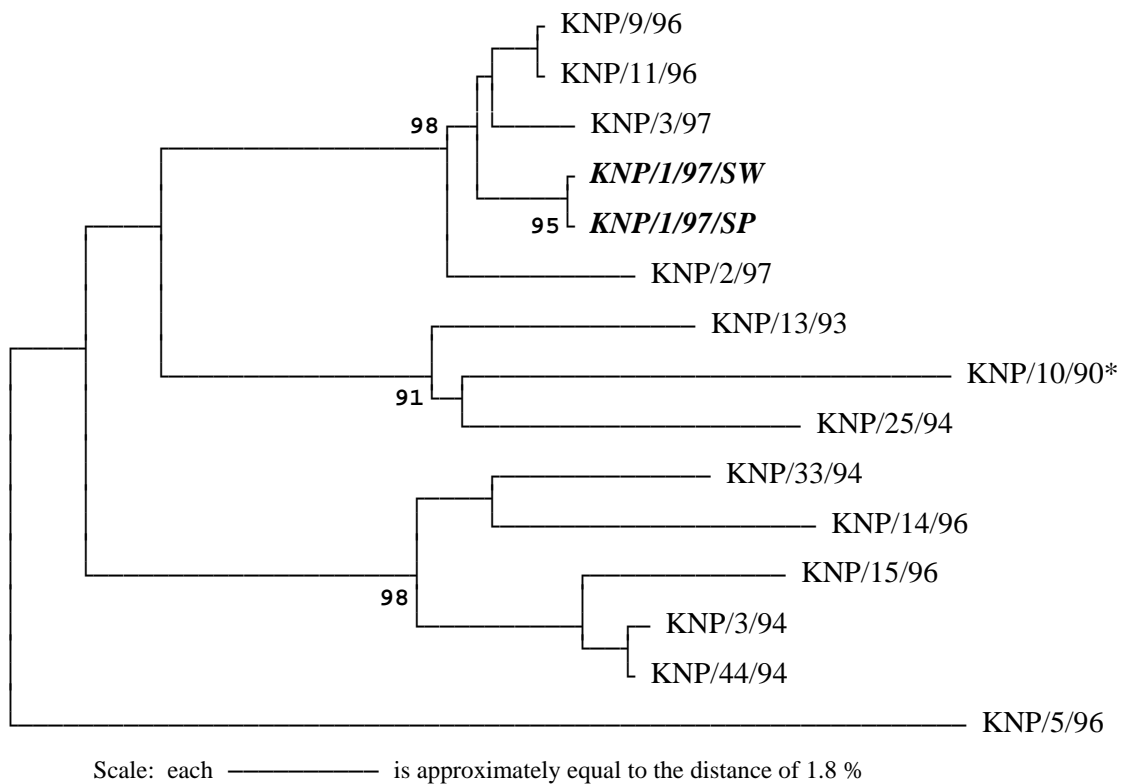 KNP/9/96
KNP/11/96
98
KNP/3/97
KNP/1/97/SW
95
KNP/1/97/SP
KNP/2/97
KNP/13/93
91
KNP/10/90*
KNP/25/94
KNP/33/94
KNP/14/96
98
KNP/15/96
KNP/3/94
KNP/44/94
KNP/5/96
Scale: each ——— is approximately equal to the distance of 1.8 %